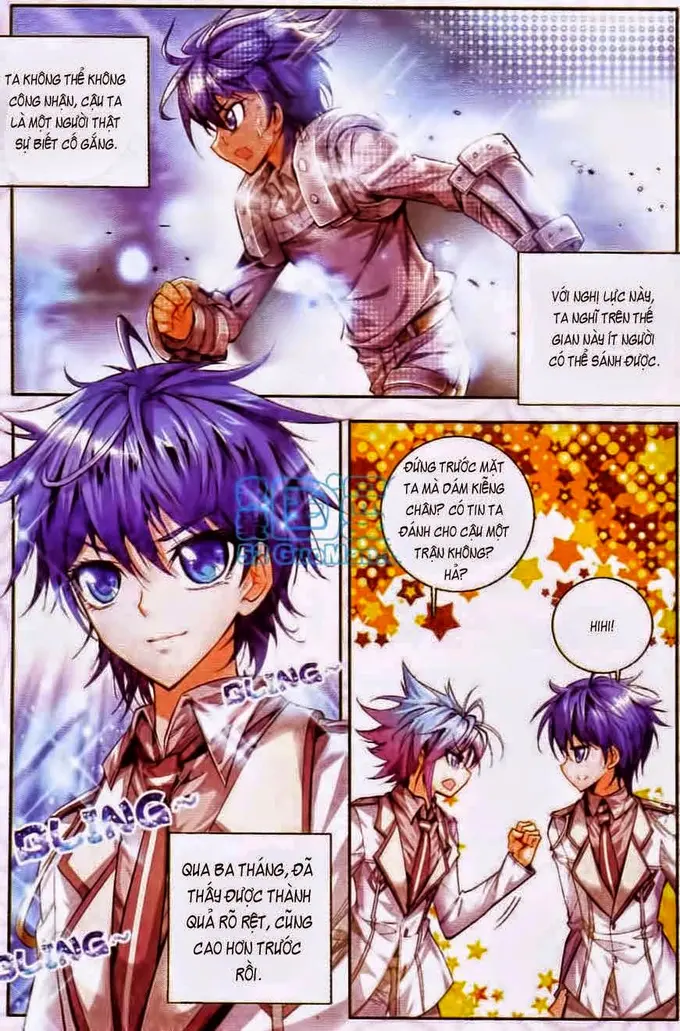 TA KHÔNG THỂ KHÔNG
CÔNG NHẬN, CẬU TA
LÀ MỘT NGƯỜI THẬT
SỰ BIẾT CỐ GẮNG.
VỚI NGHỊ LỰC NÀY,
TA NGHĨ TRÊN THẾ
GIAN NÀY ÍT NGƯỜI
CÓ THỂ SÁNH ĐƯỢC.
ĐỨNG TRƯỚC MẶT
TA MÀ DÁM KIỄNG
CHÂN? CÓ TIN TA
ĐÁNH CHO CẬU MỘT
TRẬN KHÔNG?
HẢ?
HIHI!
BLING~
BLING~
BLING~
QUA BA THÁNG, ĐÃ
THẤY ĐƯỢC THÀNH
QUẢ RÕ RỆT, CŨNG
CAO HƠN TRƯỚC
RỒI.